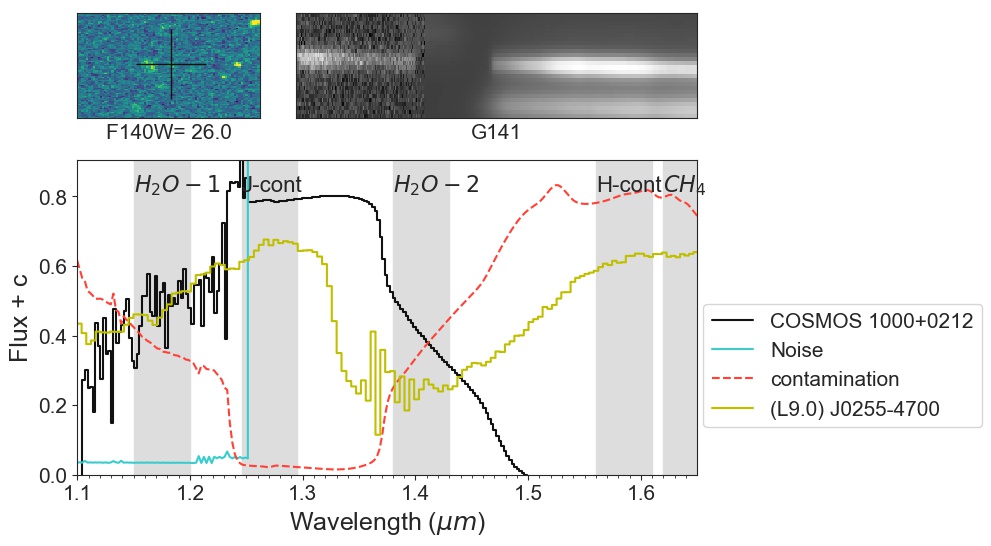 F140W= 26.0
G141
H₂O − 1
J-cont
H₂O − 2
H-cont
CH₄
Flux + c
0.8
0.6
0.4
0.2
0.0
1.1
1.2
1.3
1.4
1.5
1.6
Wavelength (μm)
COSMOS 1000+0212
Noise
contamination
(L9.0) J0255-4700